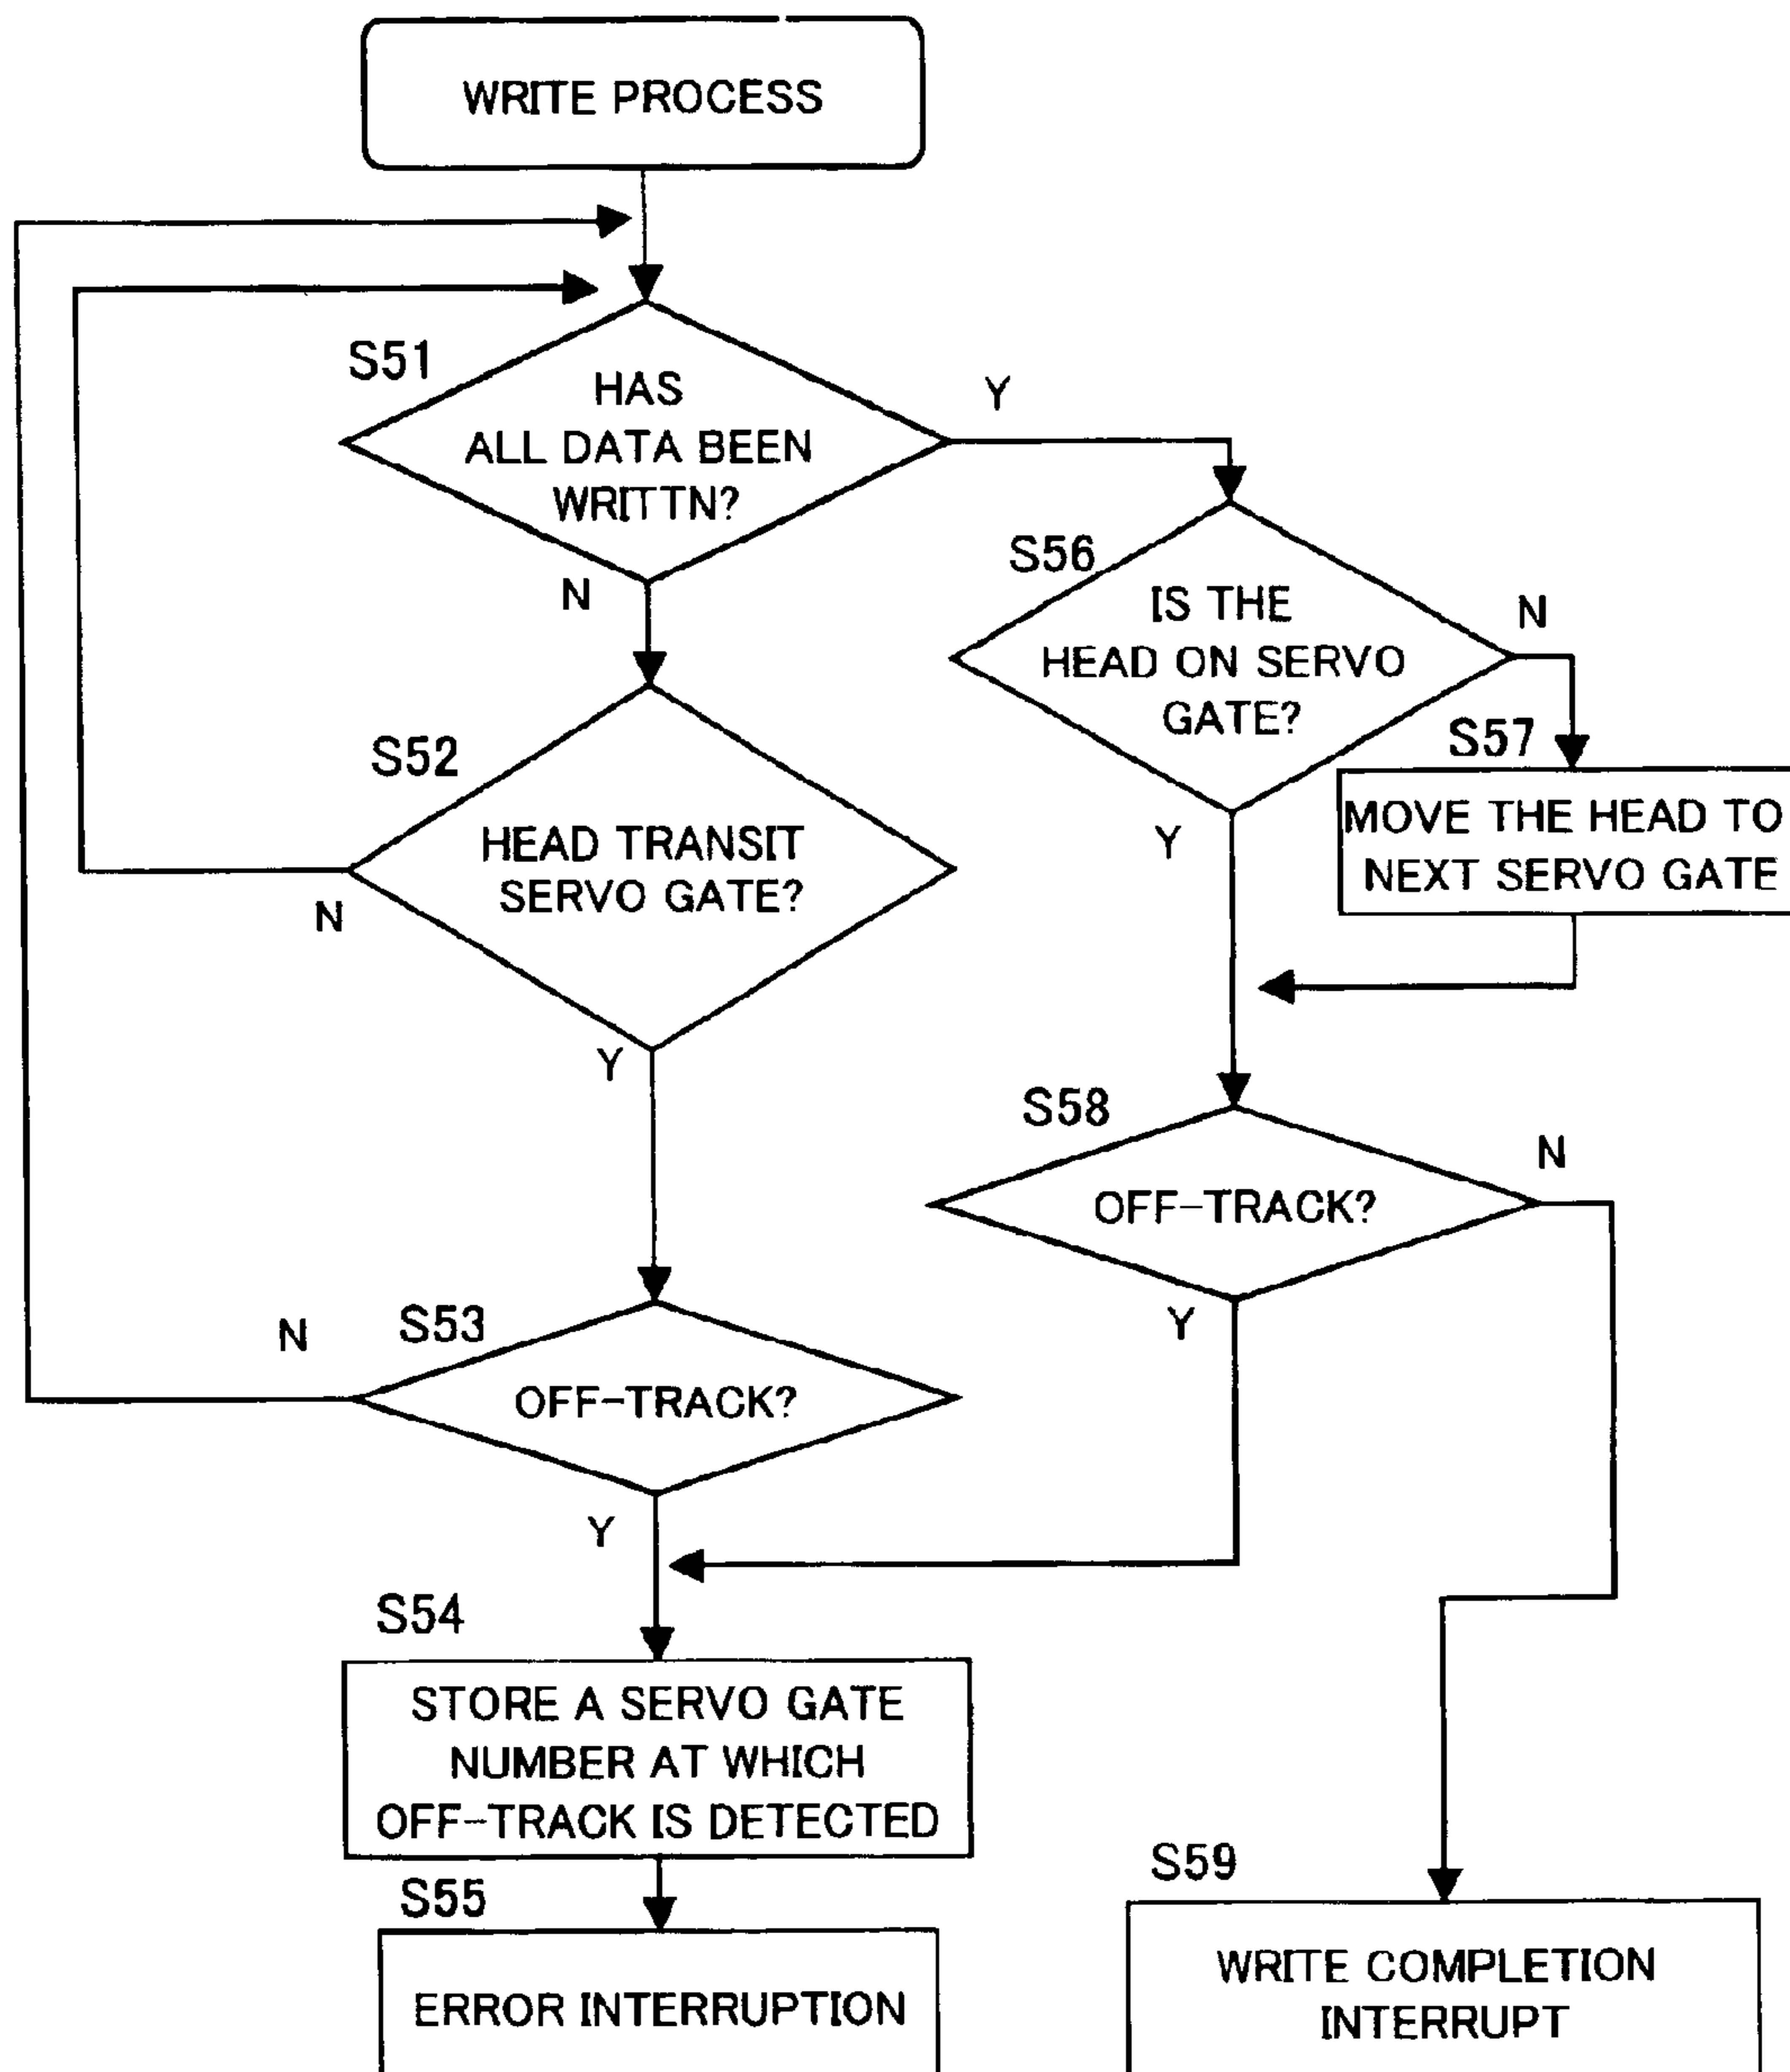 WRITE PROCESS
S51
HAS
ALL DATA BEEN
WRITTN?
Y
N
S56
IS THE
HEAD ON SERVO
GATE?
N
Y
S57
MOVE THE HEAD TO
NEXT SERVO GATE
S52
HEAD TRANSIT
SERVO GATE?
N
Y
S58
OFF-TRACK?
N
Y
S53
OFF-TRACK?
N
Y
S54
STORE A SERVO GATE
NUMBER AT WHICH
OFF-TRACK IS DETECTED
S55
ERROR INTERRUPTION
S59
WRITE COMPLETION
INTERRUPT